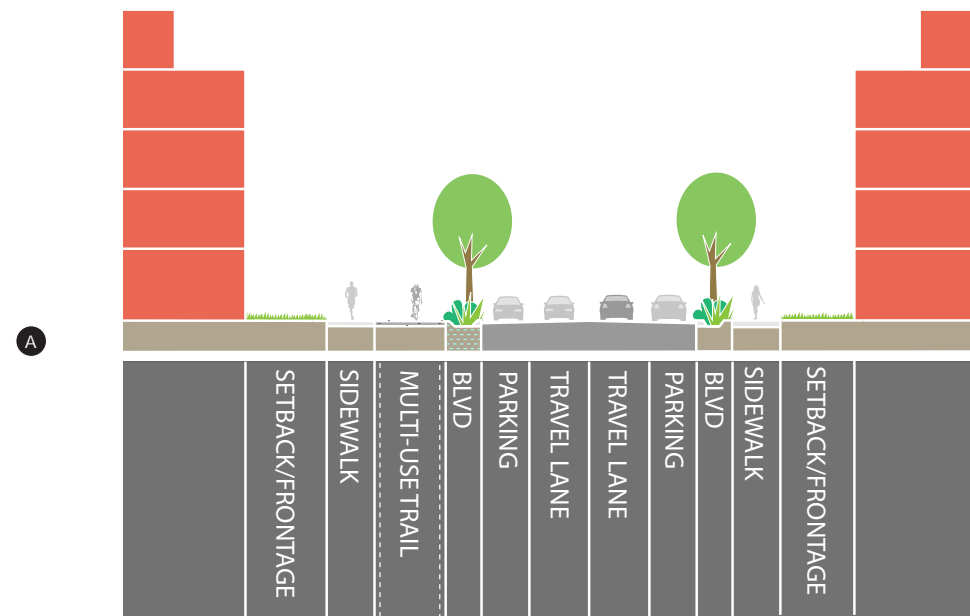 A
SETBACK/FRONTAGE
SIDEWALK
MULTI-USE TRAIL
BLVD
PARKING
TRAVEL LANE
TRAVEL LANE
PARKING
BLVD
SIDEWALK
SETBACK/FRONTAGE